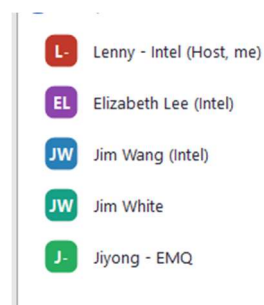 L- Lenny - Intel (Host, me)
EL Elizabeth Lee (Intel)
JW Jim Wang (Intel)
JW Jim White
J- Jiyong - EMQ